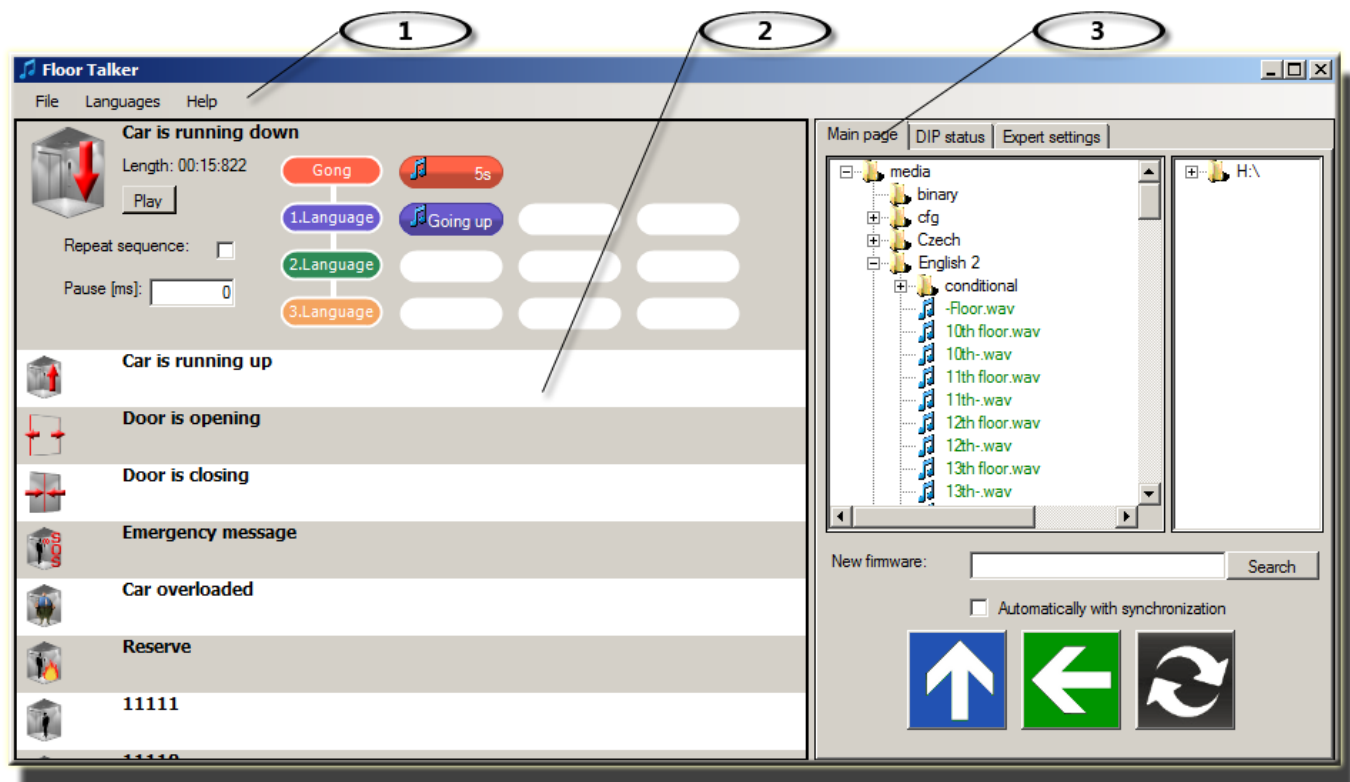 1
2
3
Floor Talker
File Languages Help
Car is running down
Length: 00:15:822
Play
Repeat sequence:
Pause [ms]: 0
Gong
5s
1.Language
Going up
2.Language
3.Language
Car is running up
Door is opening
Door is closing
Emergency message
SOS
Car overloaded
Reserve
11111
11110
Main page DIP status Expert settings
media
binary
cfg
Czech
English 2
conditional
-Floor.wav
10th floor.wav
10th-.wav
11th floor.wav
11th-.wav
12th floor.wav
12th-.wav
13th floor.wav
13th-.wav
H:\
New firmware:
Search
Automatically with synchronization